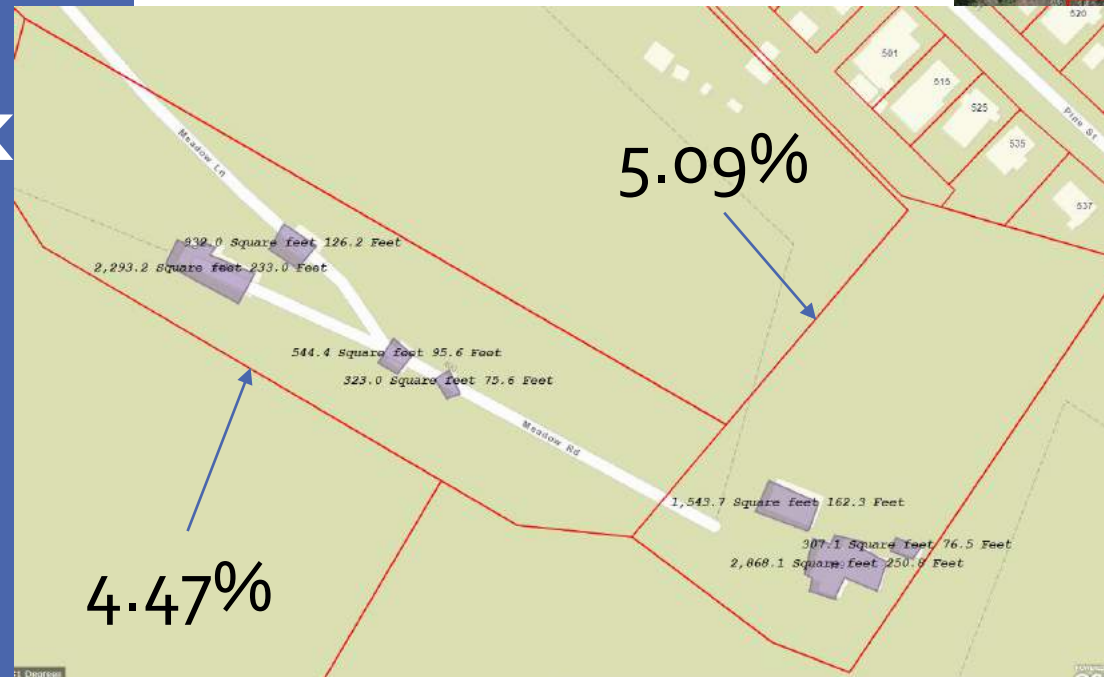 520
501
515
525
535
537
Pine St
5.09%
Meadow Ln
932.0 Square feet 126.2 Feet
2,293.2 Square feet 233.0 Feet
544.4 Square feet 95.6 Feet
323.0 Square feet 75.6 Feet
Meadow Rd
1,543.7 Square feet 162.3 Feet
307.1 Square feet 76.5 Feet
2,868.1 Square feet 250.8 Feet
4.47%
Degrees